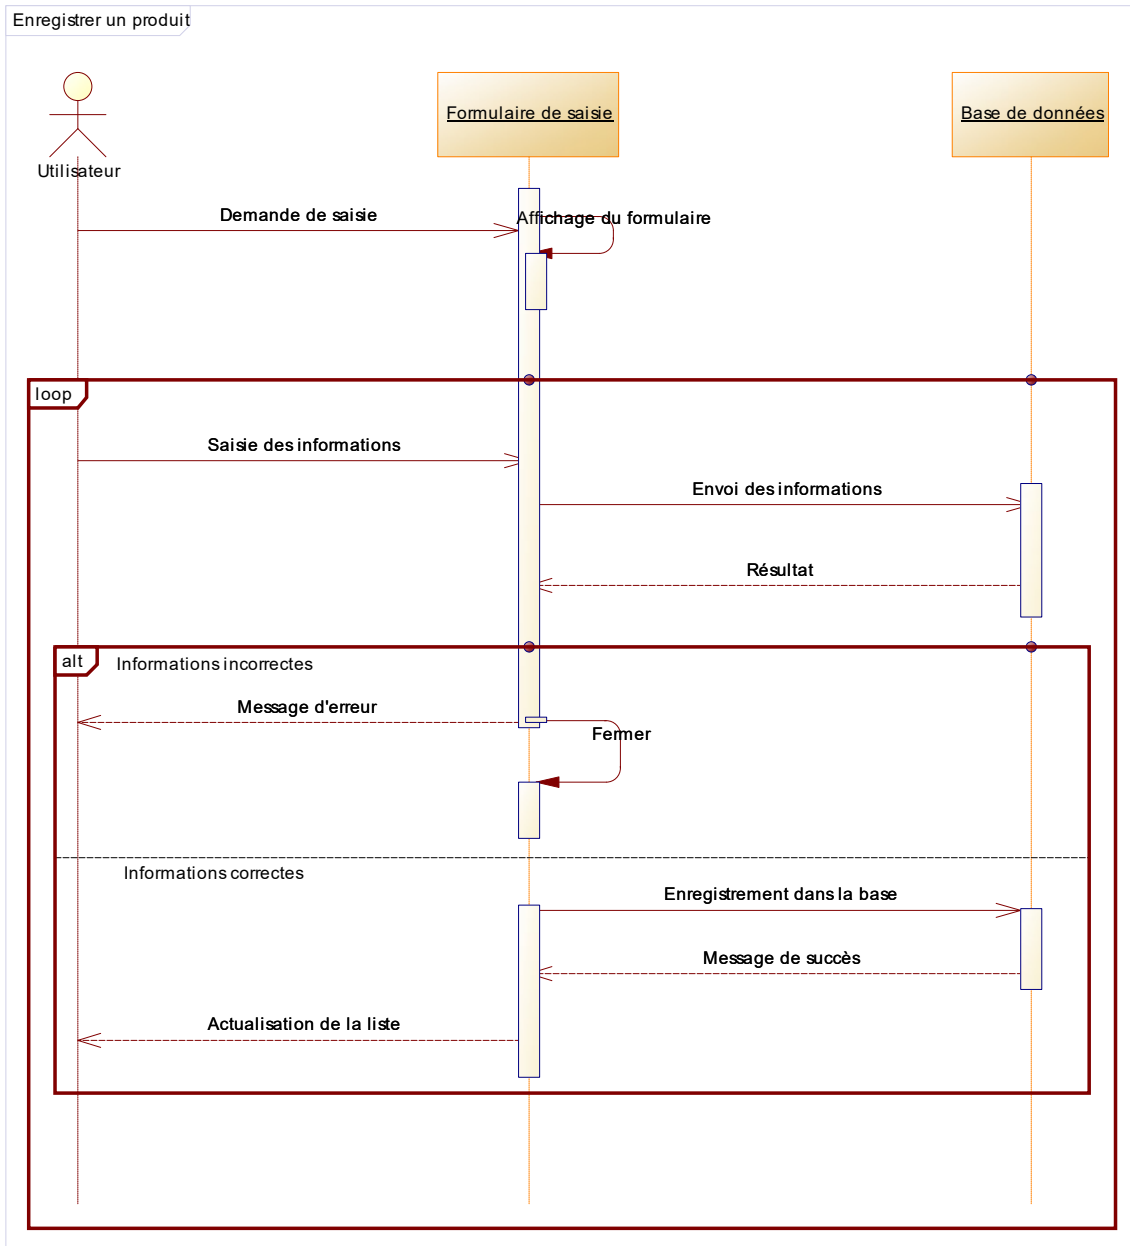 Enregistrer un produit
Utilisateur
Formulaire de saisie
Base de données
Demande de saisie
Affichage du formulaire
loop
Saisie des informations
Envoi des informations
Résultat
alt
Informations incorrectes
Message d'erreur
Fermer
Informations correctes
Enregistrement dans la base
Message de succès
Actualisation de la liste